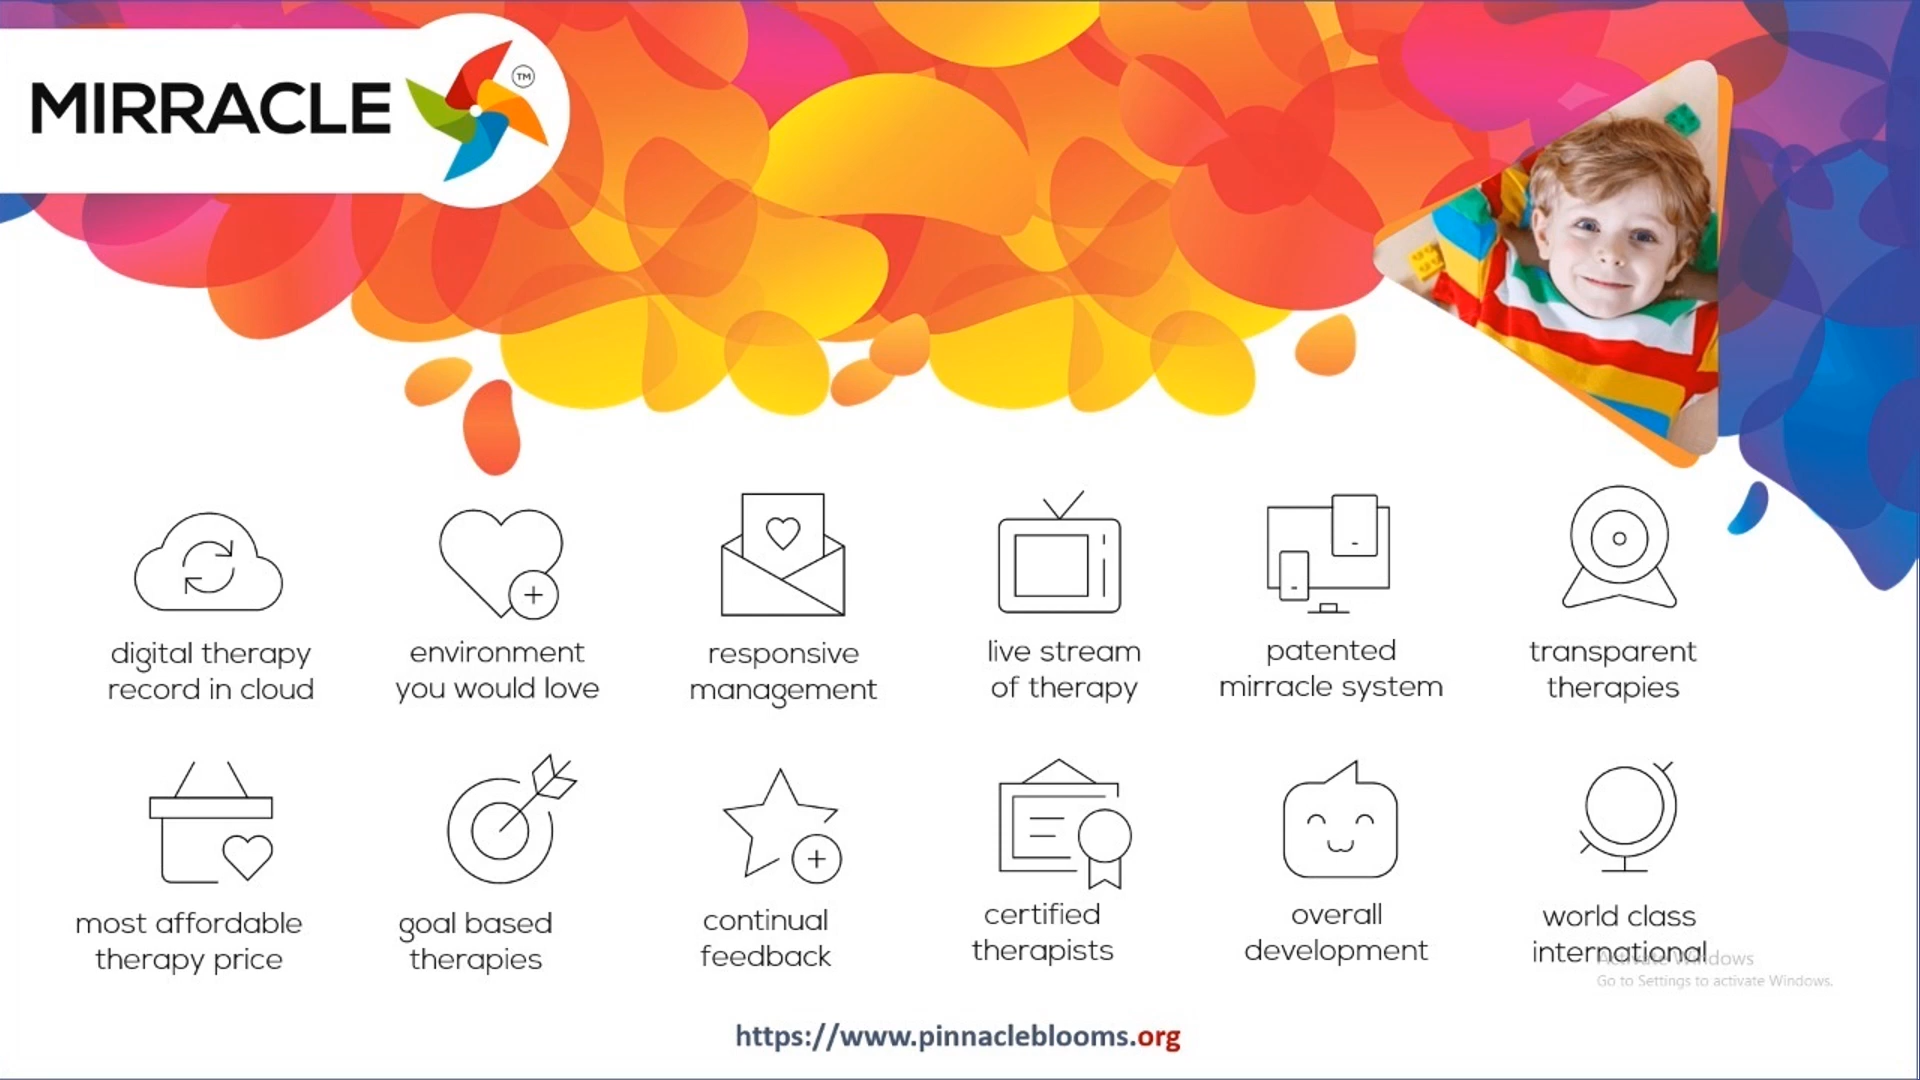 MIRRACLE
TM
digital therapy
record in cloud
environment
you would love
responsive
management
live stream
of therapy
patented
mirracle system
transparent
therapies
most affordable
therapy price
goal based
therapies
continual
feedback
certified
therapists
overall
development
world class
international
Activate Windows
Go to Settings to activate Windows.
https://www.pinnacleblooms.org